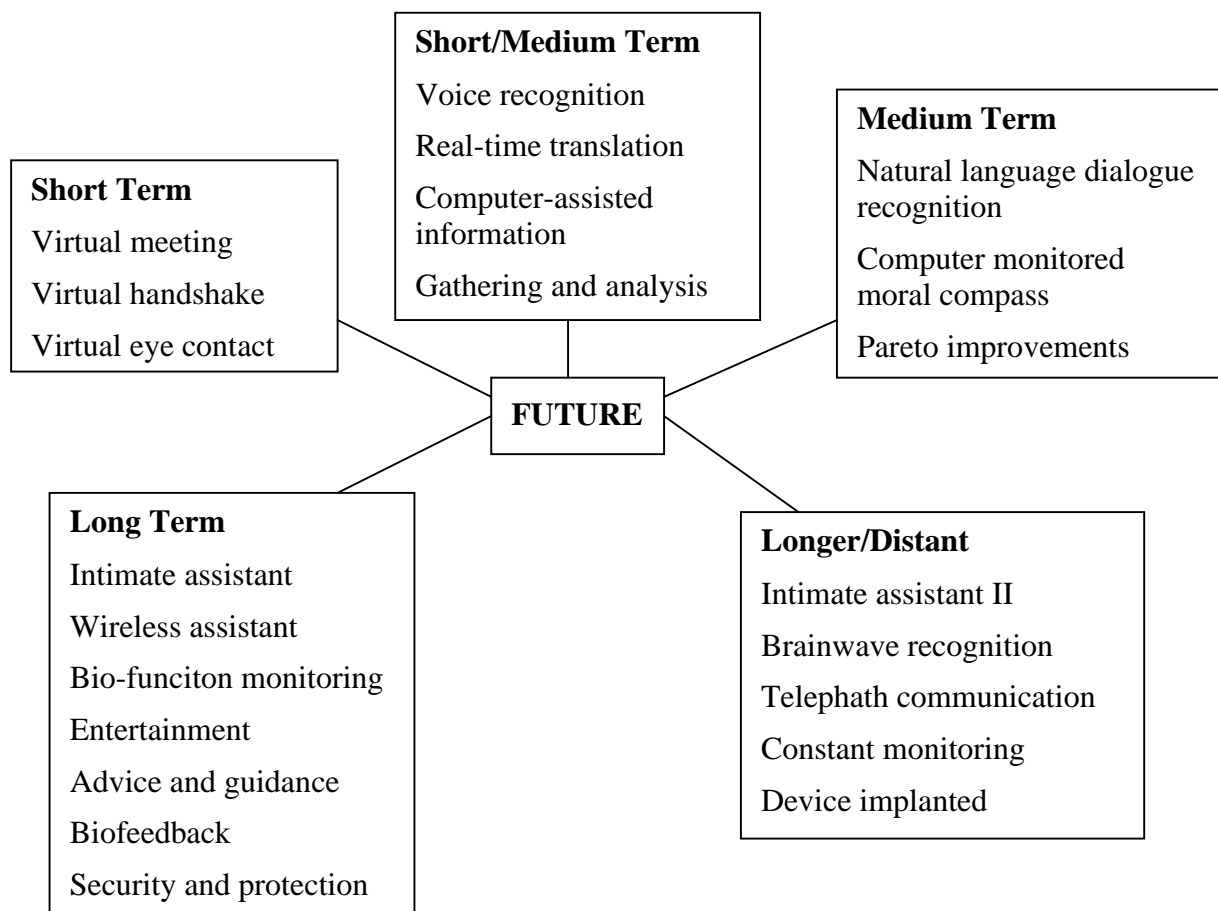 Short Term
Virtual meeting
Virtual handshake
Virtual eye contact
Short/Medium Term
Voice recognition
Real-time translation
Computer-assisted
information
Gathering and analysis
Medium Term
Natural language dialogue
recognition
Computer monitored
moral compass
Pareto improvements
FUTURE
Long Term
Intimate assistant
Wireless assistant
Bio-funciton monitoring
Entertainment
Advice and guidance
Biofeedback
Security and protection
Longer/Distant
Intimate assistant II
Brainwave recognition
Telephath communication
Constant monitoring
Device implanted